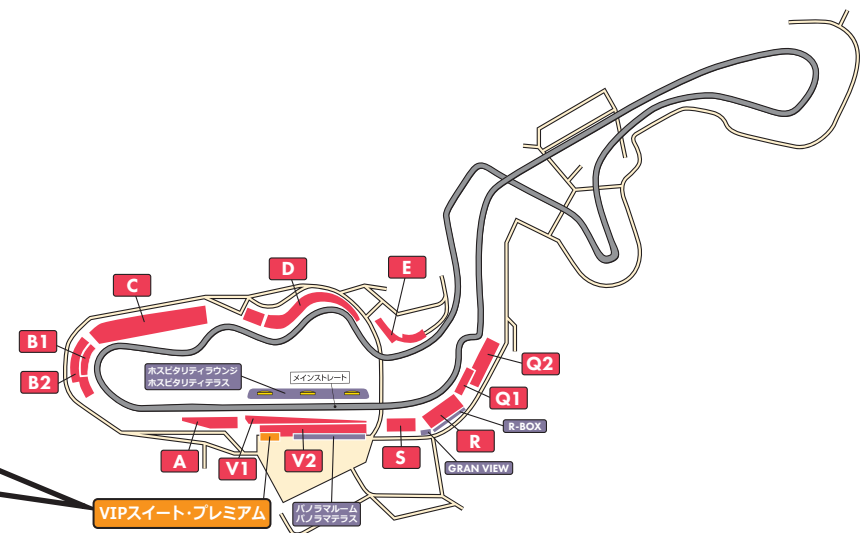 D
E
C
B1
B2
ホスピタリティラウンジ
ホスピタリティテラス
メインストレート
Q2
Q1
R-BOX
R
S
GRAN VIEW
A
V1
V2
VIPスイート・プレミアム
パノラマルーム
パノラマテラス